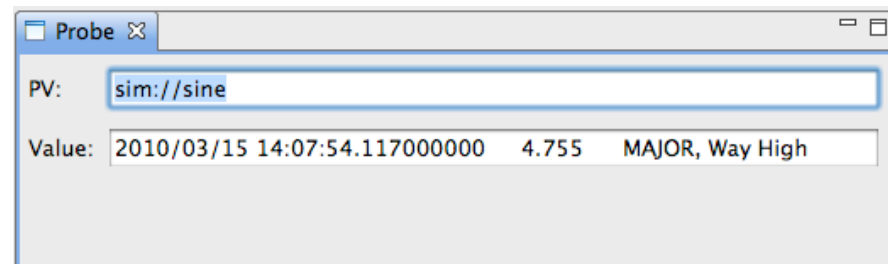 Probe
PV: sim://sine
Value: 2010/03/15 14:07:54.117000000 4.755 MAJOR, Way High